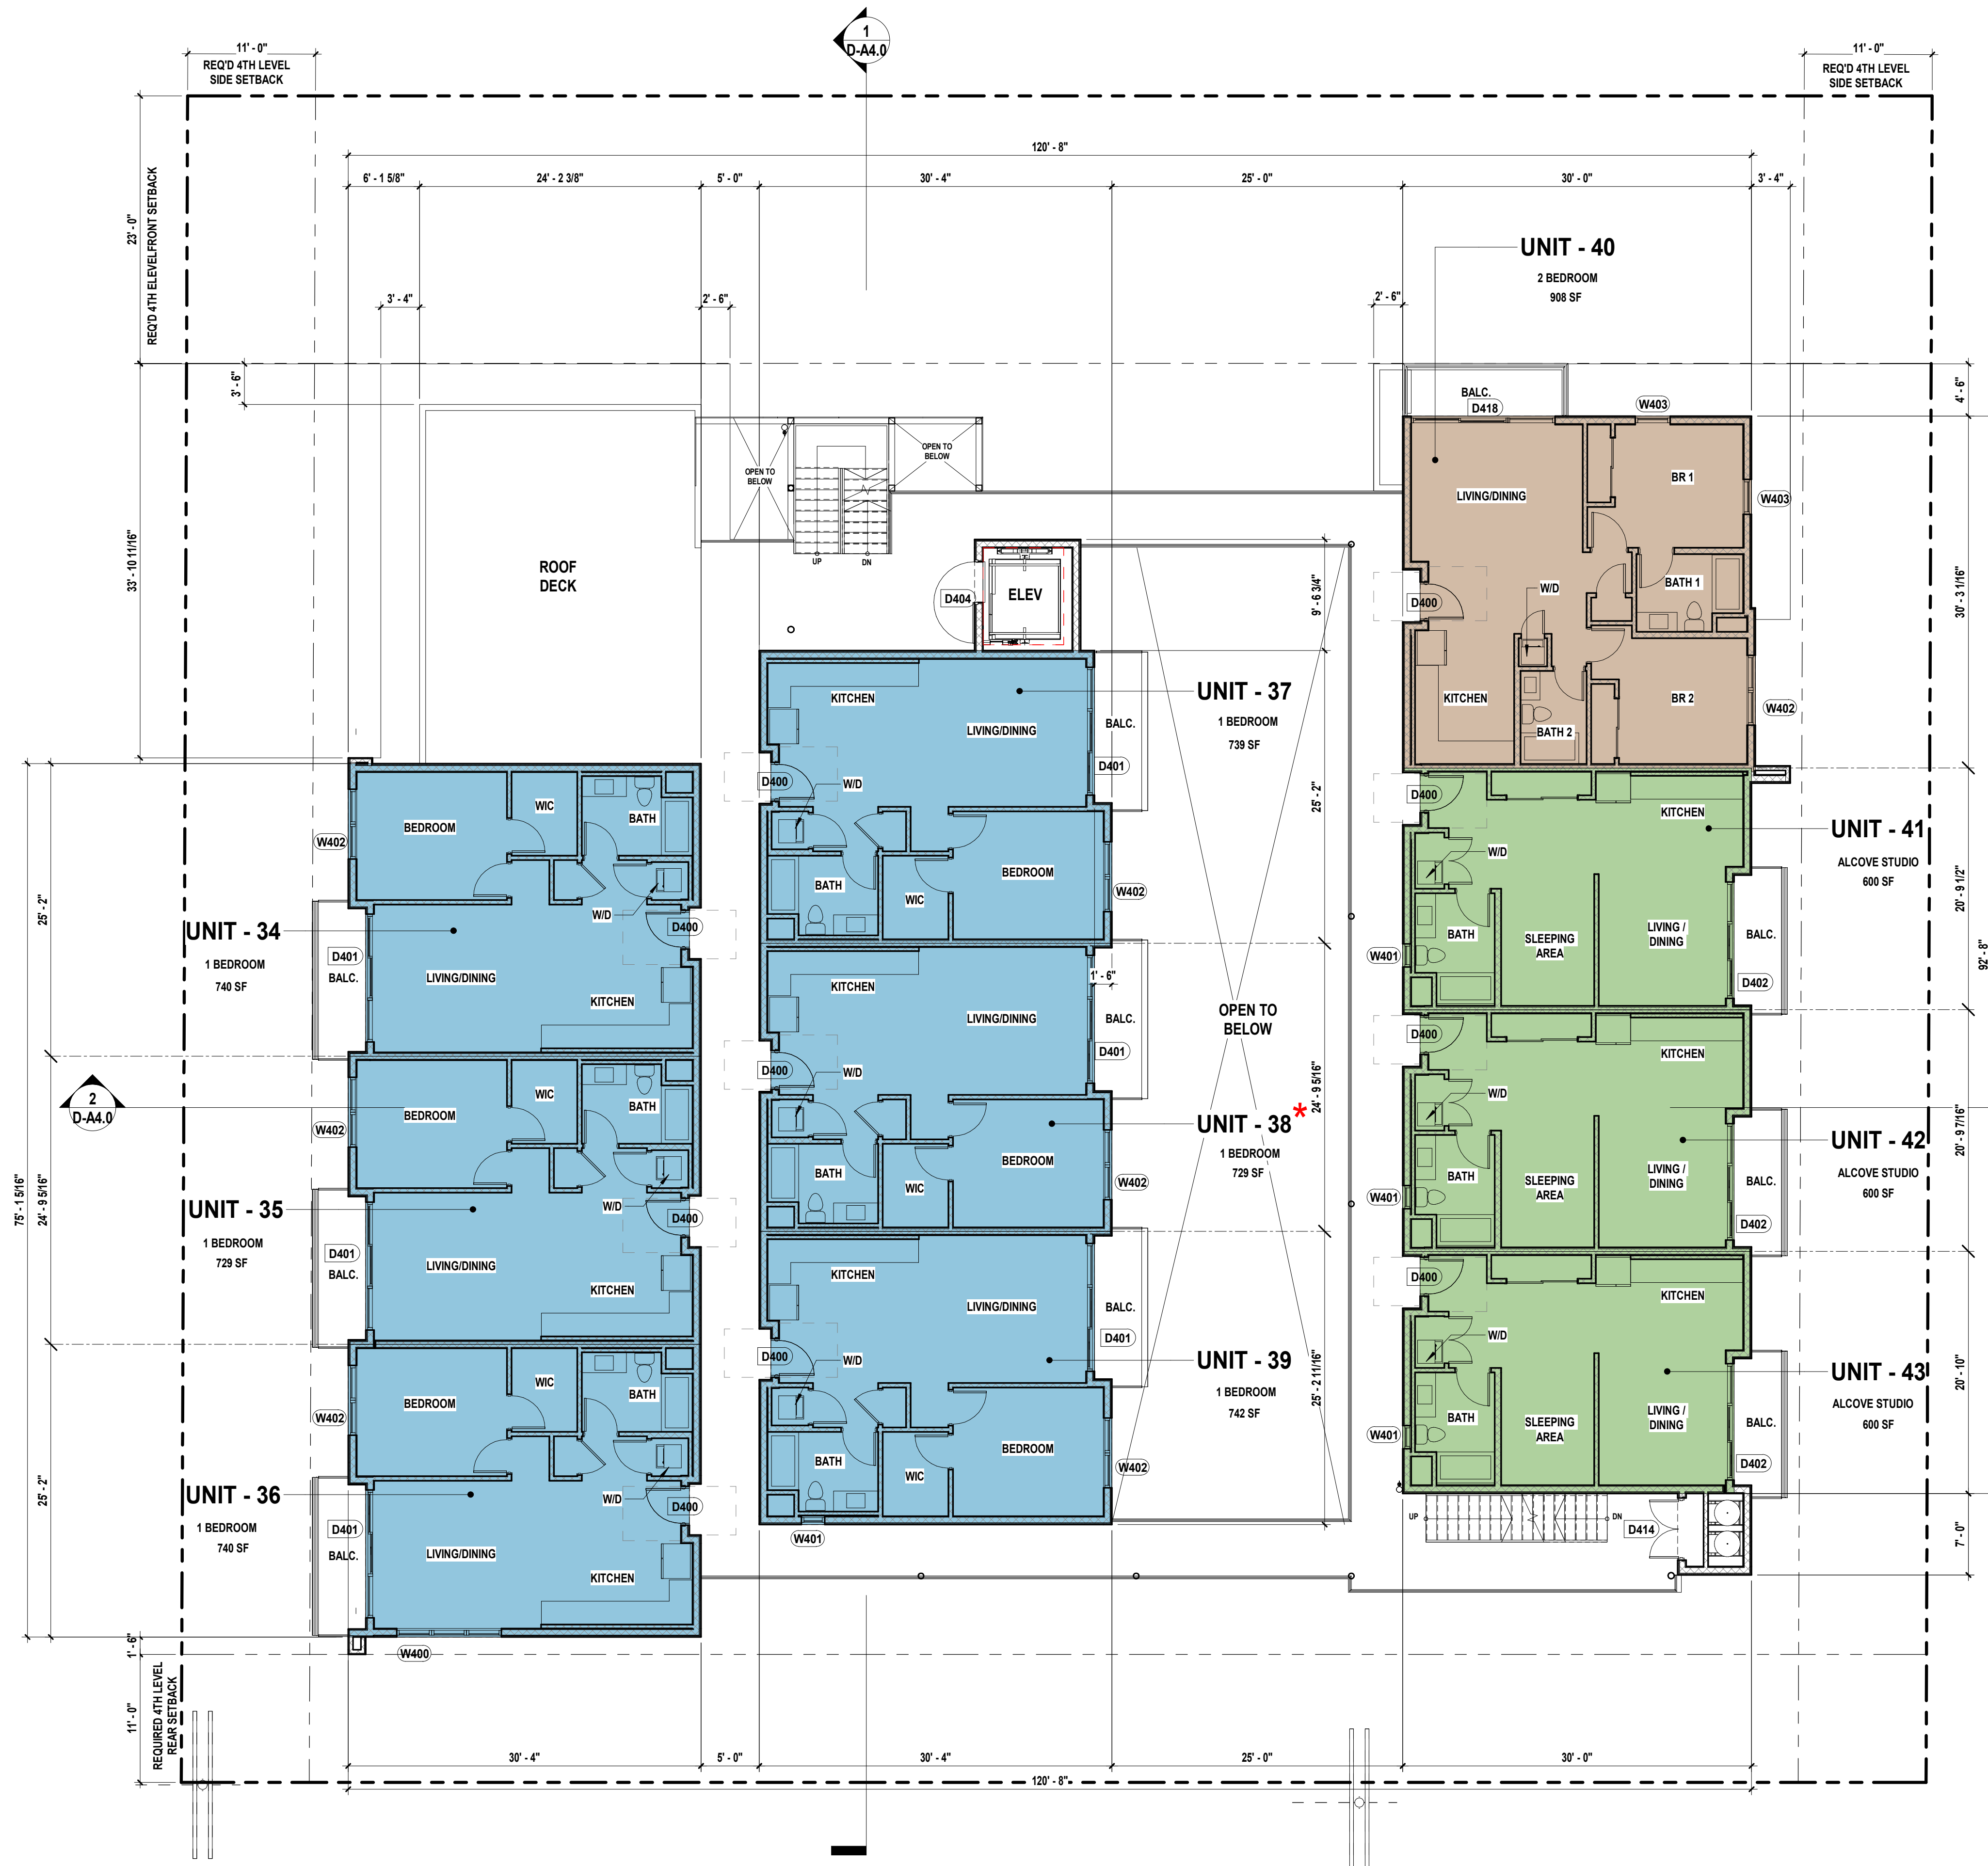 1
D-A4.0
11' - 0"
REQ'D 4TH LEVEL
SIDE SETBACK
11' - 0"
REQ'D 4TH LEVEL
SIDE SETBACK
120' - 8"
6' - 1 5/8"
24' - 2 3/8"
5' - 0"
30' - 4"
25' - 0"
30' - 0"
3' - 4"
23' - 0"
REQ'D 4TH ELEVELFRONT SETBACK
UNIT - 40
2 BEDROOM
908 SF
3' - 4"
2' - 6"
2' - 6"
3' - 6"
4' - 6"
BALC.
D418
W403
OPEN TO
BELOW
OPEN TO
BELOW
LIVING/DINING
BR 1
W403
33' - 10 11/16"
ROOF
DECK
UP
DN
D404
ELEV
9' - 6 3/4"
D400
W/D
BATH 1
30' - 3 1/16"
KITCHEN
BATH 2
BR 2
W402
KITCHEN
LIVING/DINING
BALC.
D401
D400
W/D
BATH
WIC
BEDROOM
W402
UNIT - 37
1 BEDROOM
739 SF
25' - 2"
BEDROOM
WIC
BATH
W402
W/D
D400
UNIT - 34
1 BEDROOM
740 SF
D401
BALC.
LIVING/DINING
KITCHEN
25' - 2"
D400
KITCHEN
W/D
UNIT - 41
ALCOVE STUDIO
600 SF
BATH
SLEEPING
AREA
LIVING /
DINING
BALC.
W401
D402
20' - 9 1/2"
92' - 8"
KITCHEN
LIVING/DINING
1' - 6"
BALC.
D401
D400
W/D
OPEN TO
BELOW
24' - 9 5/16"
UNIT - 38*
1 BEDROOM
729 SF
BATH
WIC
BEDROOM
W402
2
D-A4.0
BEDROOM
WIC
BATH
W402
W/D
D400
UNIT - 35
1 BEDROOM
729 SF
D401
BALC.
LIVING/DINING
KITCHEN
75' - 1 5/16"
24' - 9 5/16"
D400
KITCHEN
W/D
UNIT - 42
ALCOVE STUDIO
600 SF
BATH
SLEEPING
AREA
LIVING /
DINING
BALC.
W401
D402
20' - 9 7/16"
KITCHEN
LIVING/DINING
BALC.
D401
D400
W/D
UNIT - 39
1 BEDROOM
742 SF
25' - 2 11/16"
BATH
WIC
BEDROOM
W402
W401
BEDROOM
WIC
BATH
W402
W/D
D400
UNIT - 36
1 BEDROOM
740 SF
D401
BALC.
LIVING/DINING
KITCHEN
W400
25' - 2"
D400
KITCHEN
W/D
UNIT - 43
ALCOVE STUDIO
600 SF
BATH
SLEEPING
AREA
LIVING /
DINING
BALC.
W401
D402
20' - 10"
UP
DN
D414
7' - 0"
1' - 6"
11' - 0"
REQUIRED 4TH LEVEL
REAR SETBACK
30' - 4"
5' - 0"
30' - 4"
25' - 0"
30' - 0"
120' - 8"